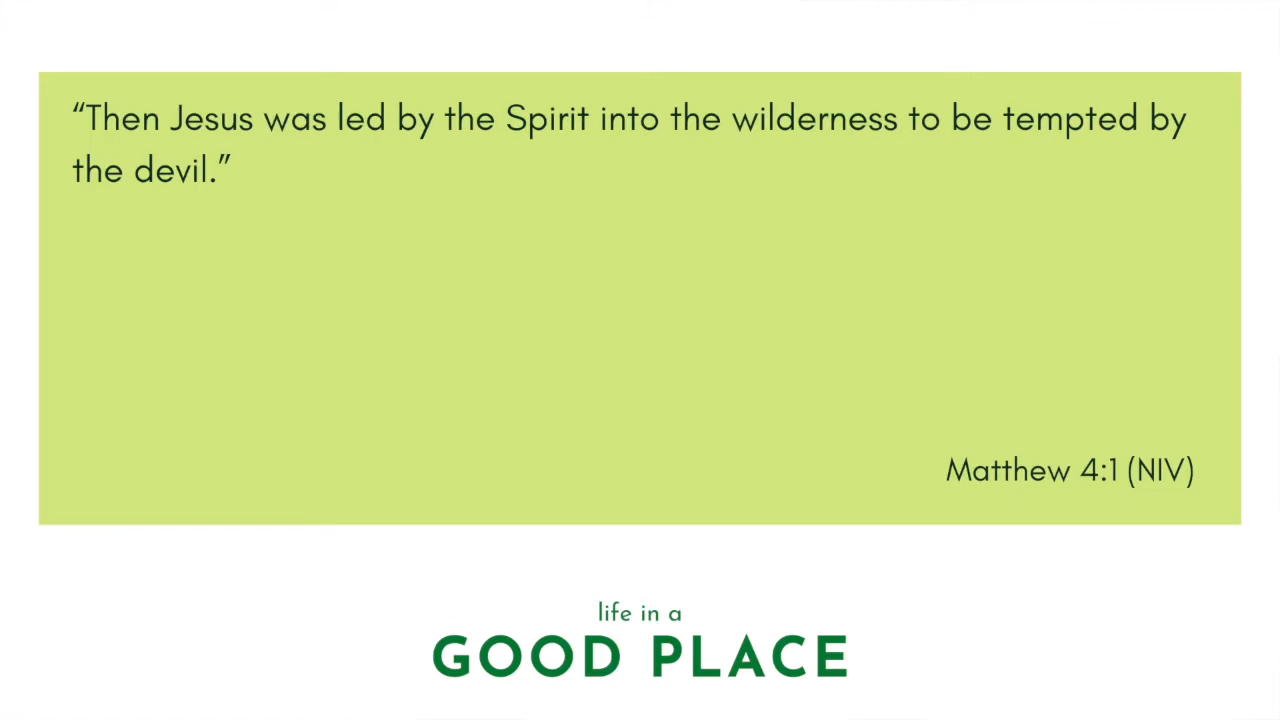 “Then Jesus was led by the Spirit into the wilderness to be tempted by
the devil.”
Matthew 4:1 (NIV)
life in a
GOOD PLACE